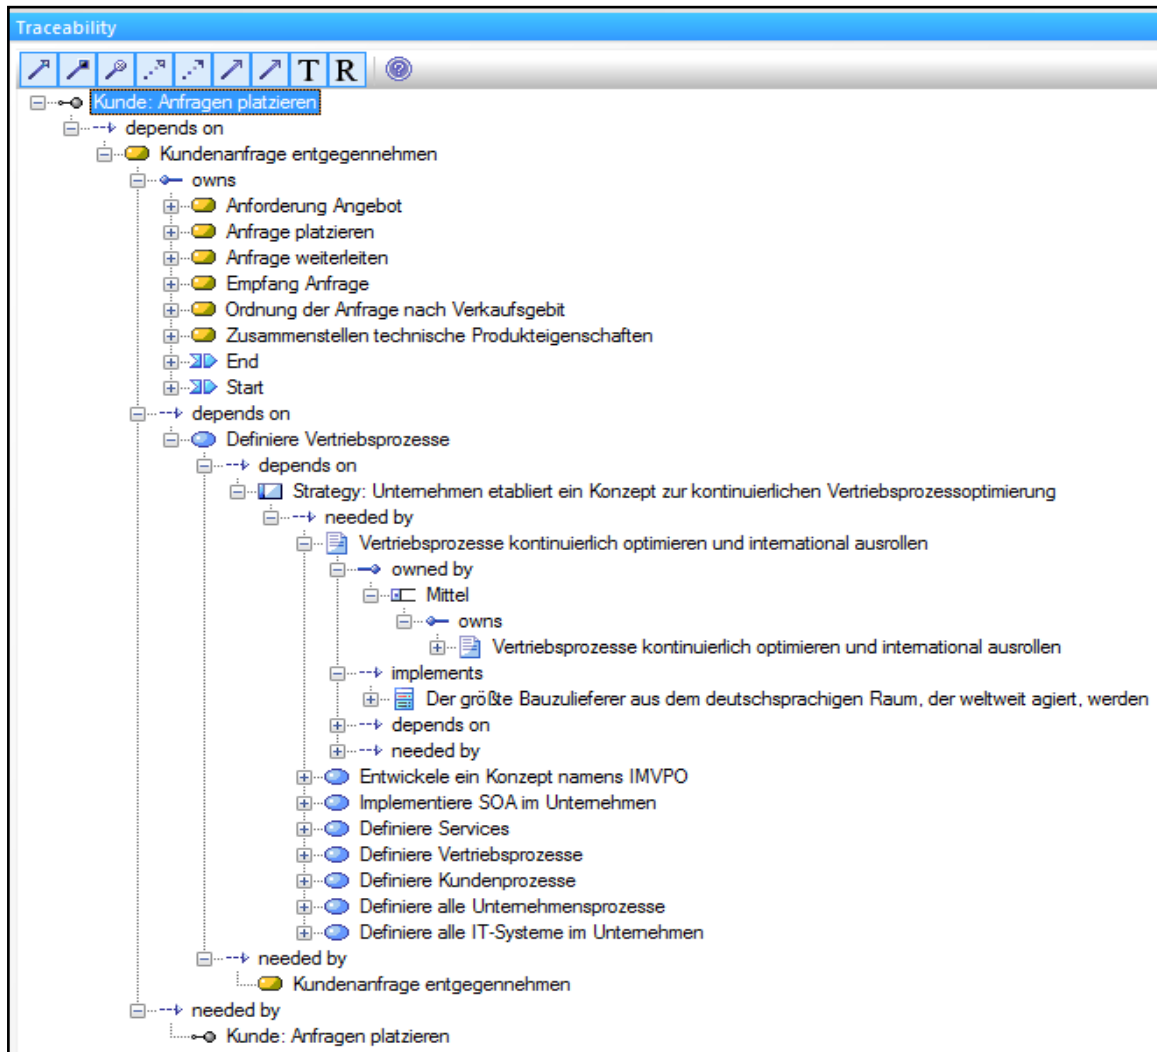 Traceability
T R ?
Kunde: Anfragen platzieren
depends on
Kundenanfrage entgegennehmen
owns
Anforderung Angebot
Anfrage platzieren
Anfrage weiterleiten
Empfang Anfrage
Ordnung der Anfrage nach Verkaufsgebit
Zusammenstellen technische Produkteigenschaften
End
Start
depends on
Definiere Vertriebsprozesse
depends on
Strategy: Unternehmen etabliert ein Konzept zur kontinuierlichen Vertriebsprozessoptimierung
needed by
Vertriebsprozesse kontinuierlich optimieren und international ausrollen
owned by
Mittel
owns
Vertriebsprozesse kontinuierlich optimieren und international ausrollen
implements
Der größte Bauzulieferer aus dem deutschsprachigen Raum, der weltweit agiert, werden
depends on
needed by
Entwickele ein Konzept namens IMVPO
Implementiere SOA im Unternehmen
Definiere Services
Definiere Vertriebsprozesse
Definiere Kundenprozesse
Definiere alle Unternehmensprozesse
Definiere alle IT-Systeme im Unternehmen
needed by
Kundenanfrage entgegennehmen
needed by
Kunde: Anfragen platzieren